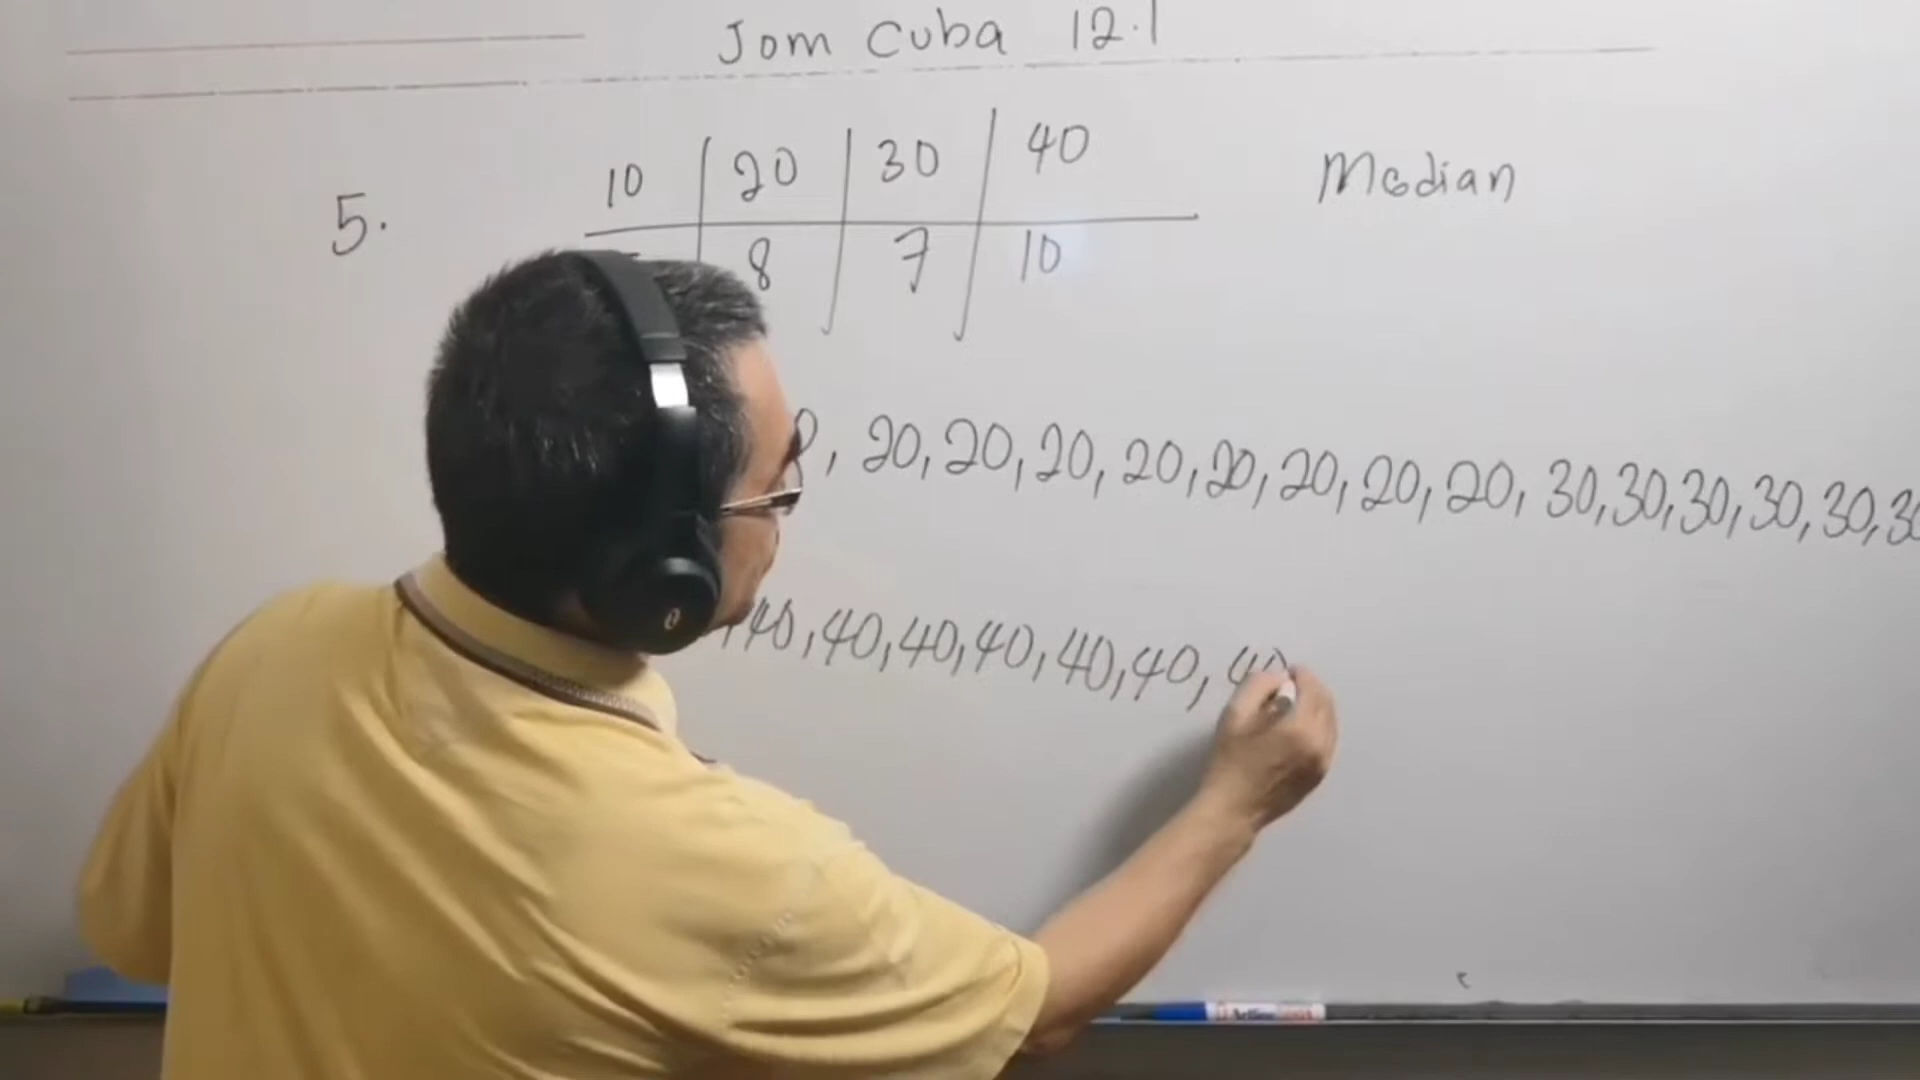 Jom Cuba 12.1
5. 10 20 30 40 Median
8 7 10
, 20, 20, 20, 20, 20, 20, 20, 20, 30, 30, 30, 30, 30, 30
, 40, 40, 40, 40, 40, 40, 40